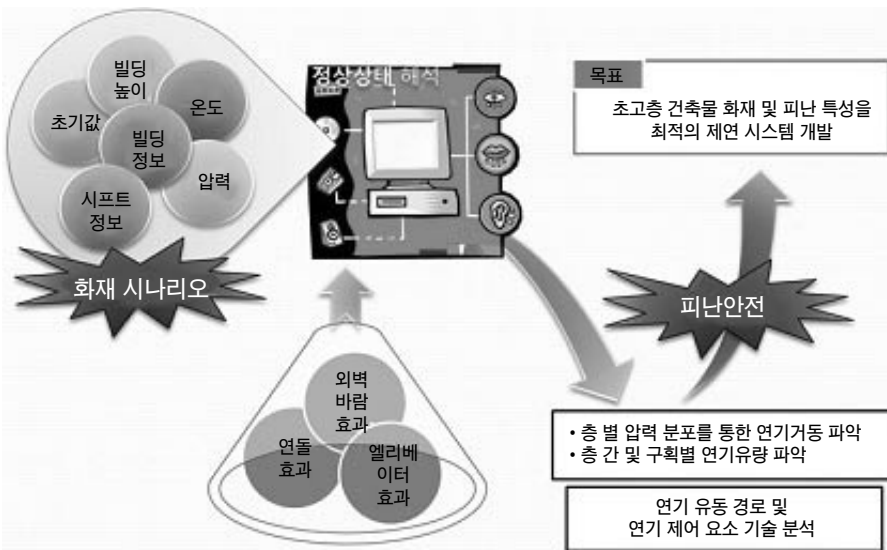 빌딩
높이
초기값
온도
빌딩
정보
시프트
정보
압력
화재 시나리오
정상상태 해석
외벽
바람
효과
연돌
효과
엘리베
이터
효과
목표
초고층 건축물 화재 및 피난 특성을
최적의 제연 시스템 개발
피난안전
• 층 별 압력 분포를 통한 연기거동 파악
• 층 간 및 구획별 연기유량 파악
연기 유동 경로 및
연기 제어 요소 기술 분석